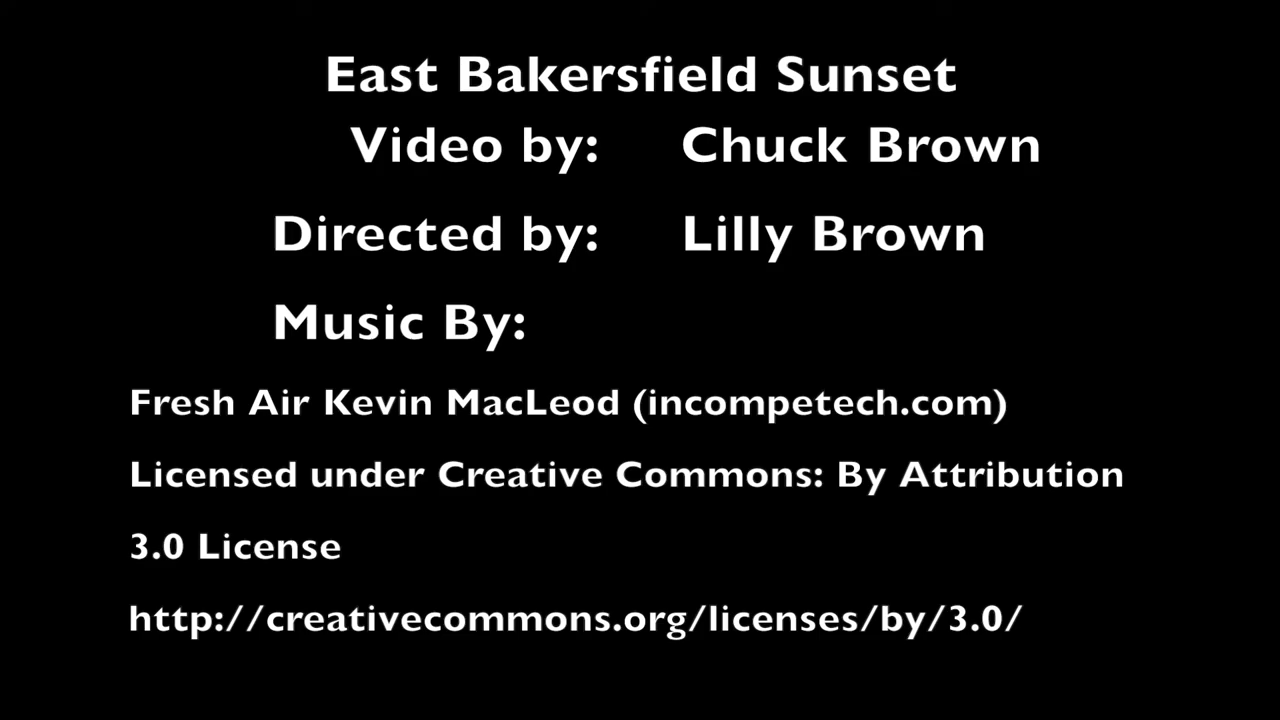 East Bakersfield Sunset
Video by: Chuck Brown
Directed by: Lilly Brown
Music By:
Fresh Air Kevin MacLeod (incompetech.com)
Licensed under Creative Commons: By Attribution
3.0 License
http://creativecommons.org/licenses/by/3.0/